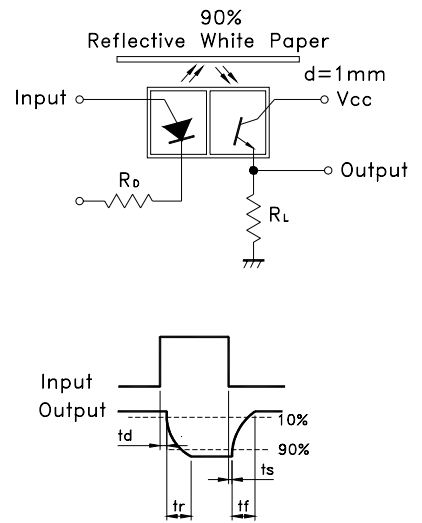 90%
Reflective White Paper
d=1mm
Input
Vcc
Output
RD
RL
Input
Output
10%
90%
td
ts
tr
tf